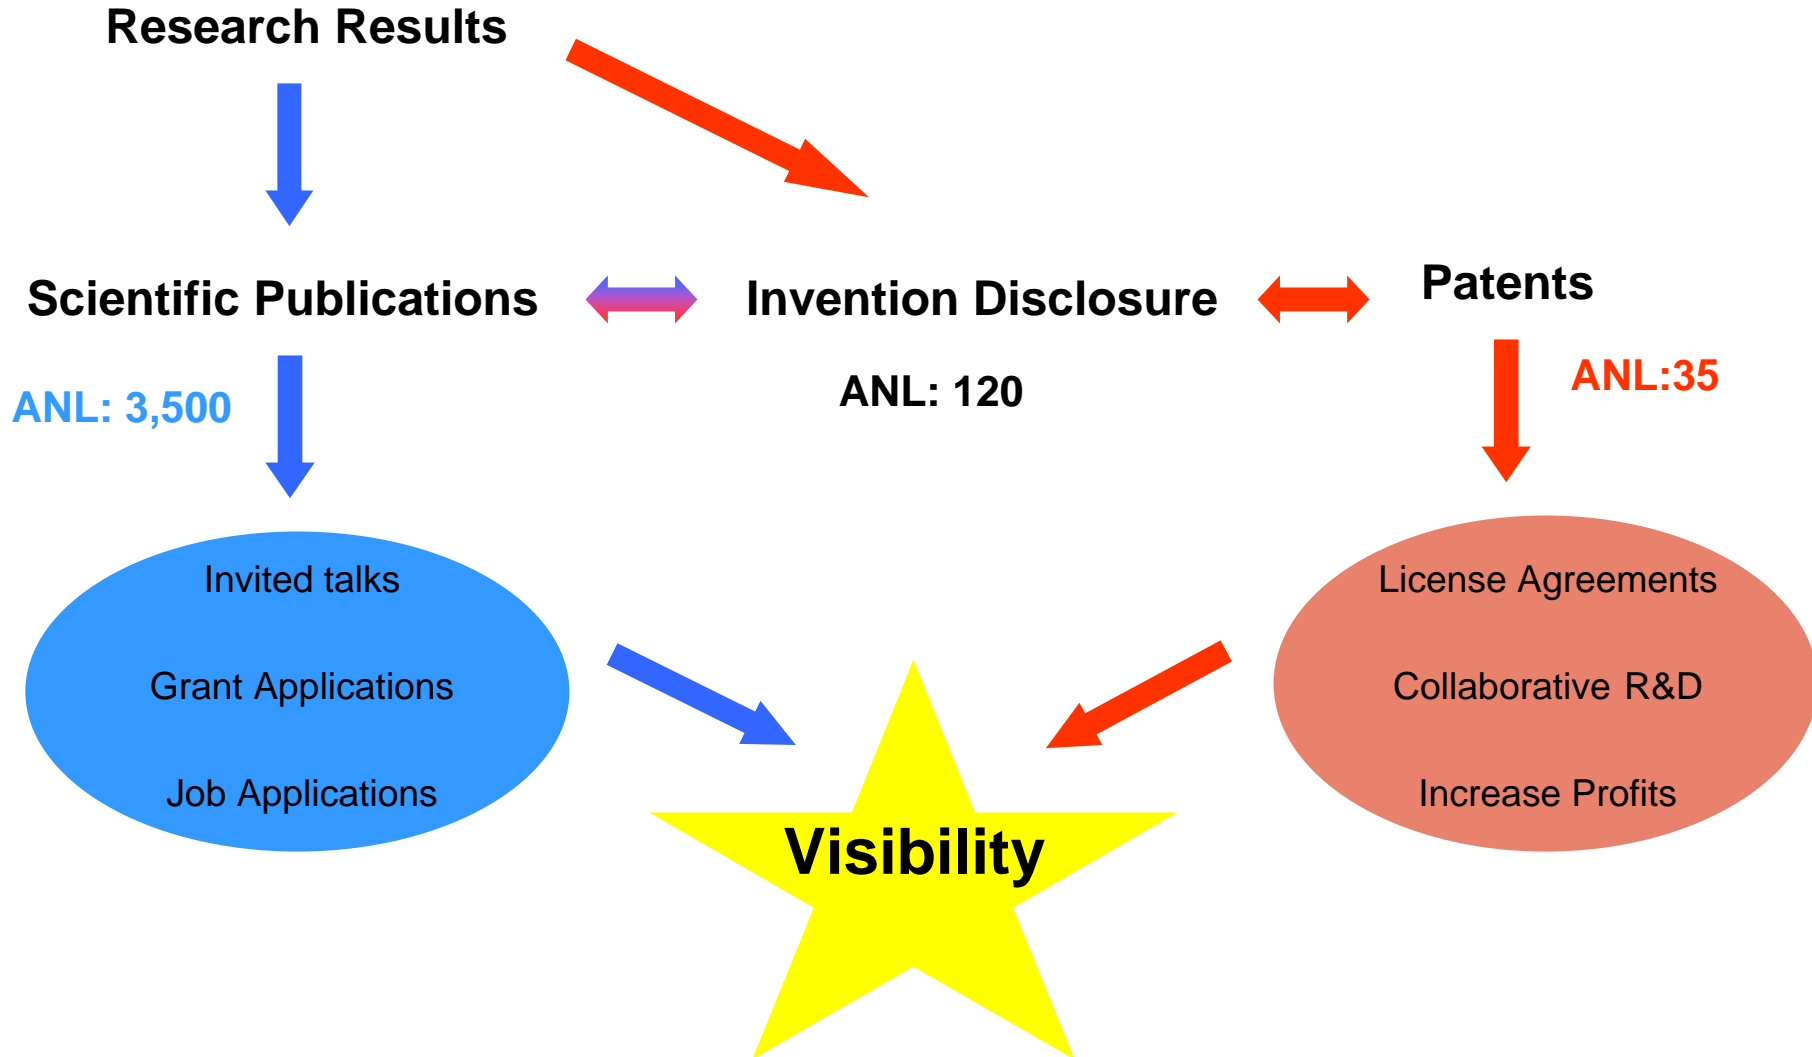 Research Results
Scientific Publications
Invention Disclosure
Patents
ANL: 3,500
ANL: 120
ANL:35
Invited talks
Grant Applications
Job Applications
License Agreements
Collaborative R&D
Increase Profits
Visibility